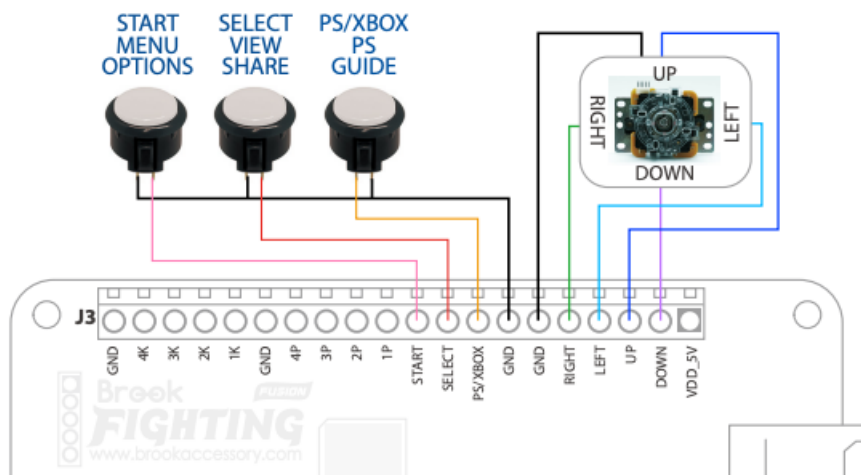 START
MENU
OPTIONS
SELECT
VIEW
SHARE
PS/XBOX
PS
GUIDE
UP
RIGHT
LEFT
DOWN
J3
GND
4K
3K
2K
1K
GND
4P
3P
2P
1P
START
SELECT
PS/XBOX
GND
GND
RIGHT
LEFT
UP
DOWN
VDD_5V
Brook
FUSION
FIGHTING
www.brookaccessory.com